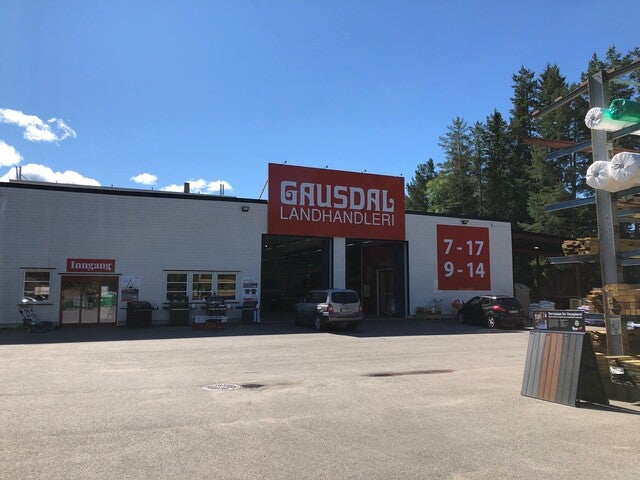 GAUSDAL
LANDHANDLERI
Inngang
7-17
9-14